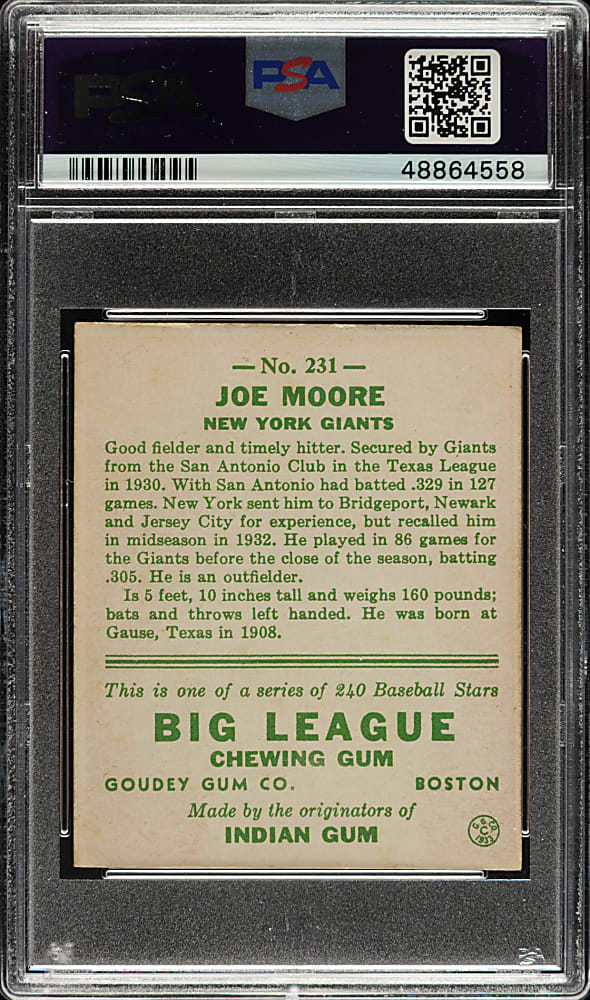 PSA
PSA
48864558
— No. 231 —
JOE MOORE
NEW YORK GIANTS
Good fielder and timely hitter. Secured by Giants
from the San Antonio Club in the Texas League
in 1930. With San Antonio had batted .329 in 127
games. New York sent him to Bridgeport, Newark
and Jersey City for experience, but recalled him
in midseason in 1932. He played in 86 games for
the Giants before the close of the season, batting
.305. He is an outfielder.
Is 5 feet, 10 inches tall and weighs 160 pounds;
bats and throws left handed. He was born at
Gause, Texas in 1908.
This is one of a series of 240 Baseball Stars
BIG LEAGUE
CHEWING GUM
GOUDEY GUM CO. BOSTON
Made by the originators of
INDIAN GUM
G. G. CO.
C
1933